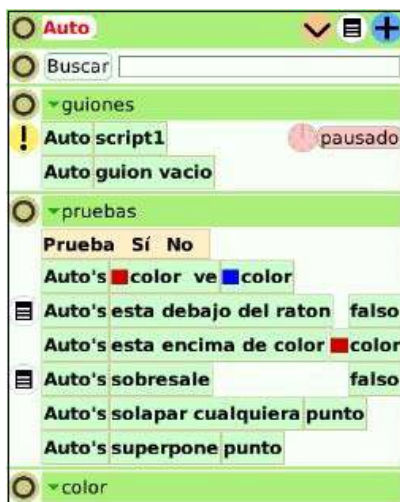 Auto
Buscar
guiones
Auto script1 pausado
Auto guion vacio
pruebas
Prueba Sí No
Auto's color ve color
Auto's esta debajo del raton falso
Auto's esta encima de color color
Auto's sobresale falso
Auto's solapar cualquiera punto
Auto's superpone punto
color